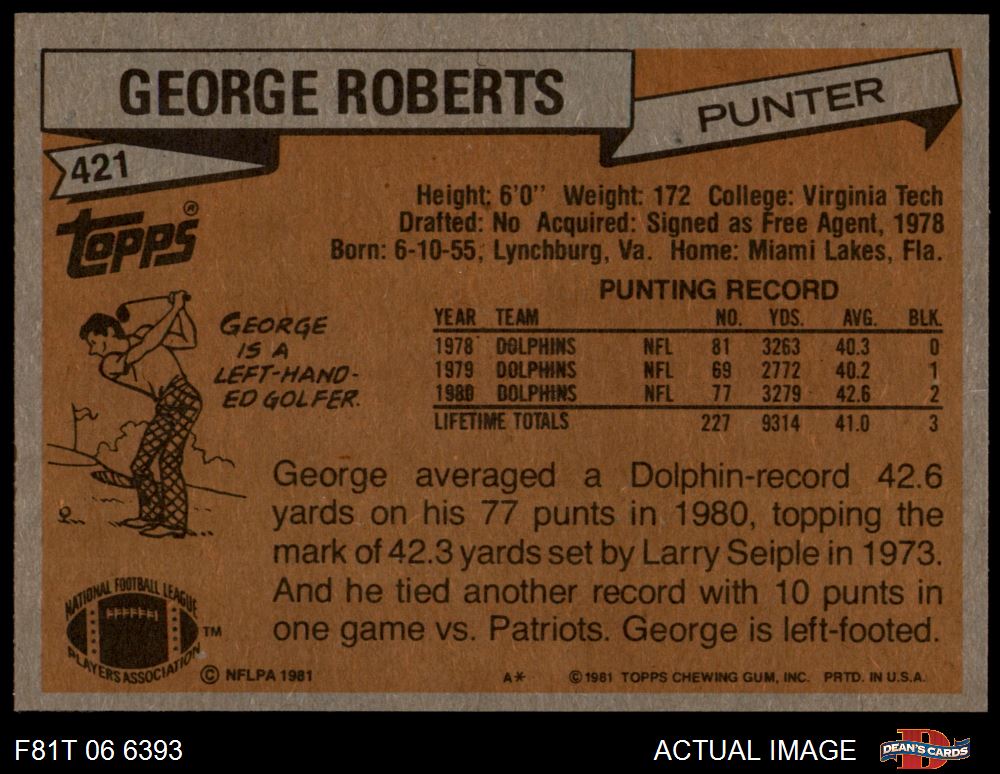 GEORGE ROBERTS
PUNTER
421
Topps®
Height: 6'0" Weight: 172 College: Virginia Tech
Drafted: No Acquired: Signed as Free Agent, 1978
Born: 6-10-55, Lynchburg, Va. Home: Miami Lakes, Fla.
GEORGE
IS A
LEFT-HAND-
ED GOLFER.
PUNTING RECORD
YEAR TEAM NO. YDS. AVG. BLK.
1978 DOLPHINS NFL 81 3263 40.3 0
1979 DOLPHINS NFL 69 2772 40.2 1
1980 DOLPHINS NFL 77 3279 42.6 2
LIFETIME TOTALS 227 9314 41.0 3
George averaged a Dolphin-record 42.6
yards on his 77 punts in 1980, topping the
mark of 42.3 yards set by Larry Seiple in 1973.
And he tied another record with 10 punts in
one game vs. Patriots. George is left-footed.
NATIONAL FOOTBALL LEAGUE
PLAYERS ASSOCIATION TM
© NFLPA 1981
A*
© 1981 TOPPS CHEWING GUM, INC. PRTD. IN U.S.A.
F81T 06 6393
ACTUAL IMAGE
DEAN'S CARDS